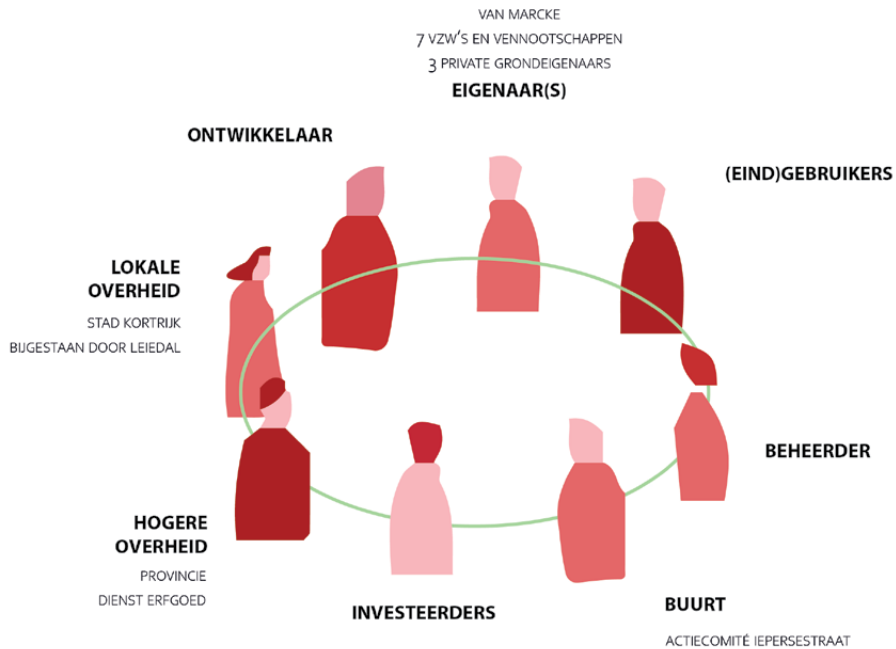 VAN MARCKE
7 VZW'S EN VENNOOTSCHAPPEN
3 PRIVATE GRONDEIGENAARS
EIGENAAR(S)
ONTWIKKELAAR
(EIND)GEBRUIKERS
LOKALE
OVERHEID
STAD KORTRIJK
BIJGESTAAN DOOR LEIEDAL
BEHEERDER
HOGERE
OVERHEID
PROVINCIE
DIENST ERFGOED
INVESTEERDERS
BUURT
ACTIECOMITÉ IEPERSESTRAAT